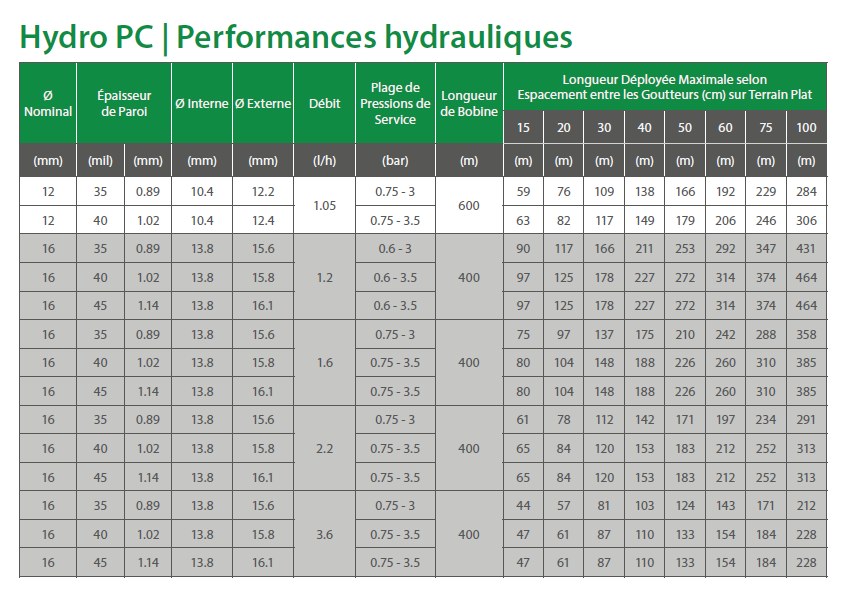 Hydro PC | Performances hydrauliques
Ø Nominal Épaisseur de Paroi Ø Interne Ø Externe Débit Plage de Pressions de Service Longueur de Bobine Longueur Déployée Maximale selon Espacement entre les Goutteurs (cm) sur Terrain Plat
15 20 30 40 50 60 75 100
(mm) (mil) (mm) (mm) (mm) (l/h) (bar) (m) (m) (m) (m) (m) (m) (m) (m) (m)
12 35 0.89 10.4 12.2 1.05 0.75 - 3 600 59 76 109 138 166 192 229 284
12 40 1.02 10.4 12.4 0.75 - 3.5 63 82 117 149 179 206 246 306
16 35 0.89 13.8 15.6 0.6 - 3 90 117 166 211 253 292 347 431
16 40 1.02 13.8 15.8 1.2 0.6 - 3.5 400 97 125 178 227 272 314 374 464
16 45 1.14 13.8 16.1 0.6 - 3.5 97 125 178 227 272 314 374 464
16 35 0.89 13.8 15.6 0.75 - 3 75 97 137 175 210 242 288 358
16 40 1.02 13.8 15.8 1.6 0.75 - 3.5 400 80 104 148 188 226 260 310 385
16 45 1.14 13.8 16.1 0.75 - 3.5 80 104 148 188 226 260 310 385
16 35 0.89 13.8 15.6 0.75 - 3 61 78 112 142 171 197 234 291
16 40 1.02 13.8 15.8 2.2 0.75 - 3.5 400 65 84 120 153 183 212 252 313
16 45 1.14 13.8 16.1 0.75 - 3.5 65 84 120 153 183 212 252 313
16 35 0.89 13.8 15.6 0.75 - 3 44 57 81 103 124 143 171 212
16 40 1.02 13.8 15.8 3.6 0.75 - 3.5 400 47 61 87 110 133 154 184 228
16 45 1.14 13.8 16.1 0.75 - 3.5 47 61 87 110 133 154 184 228